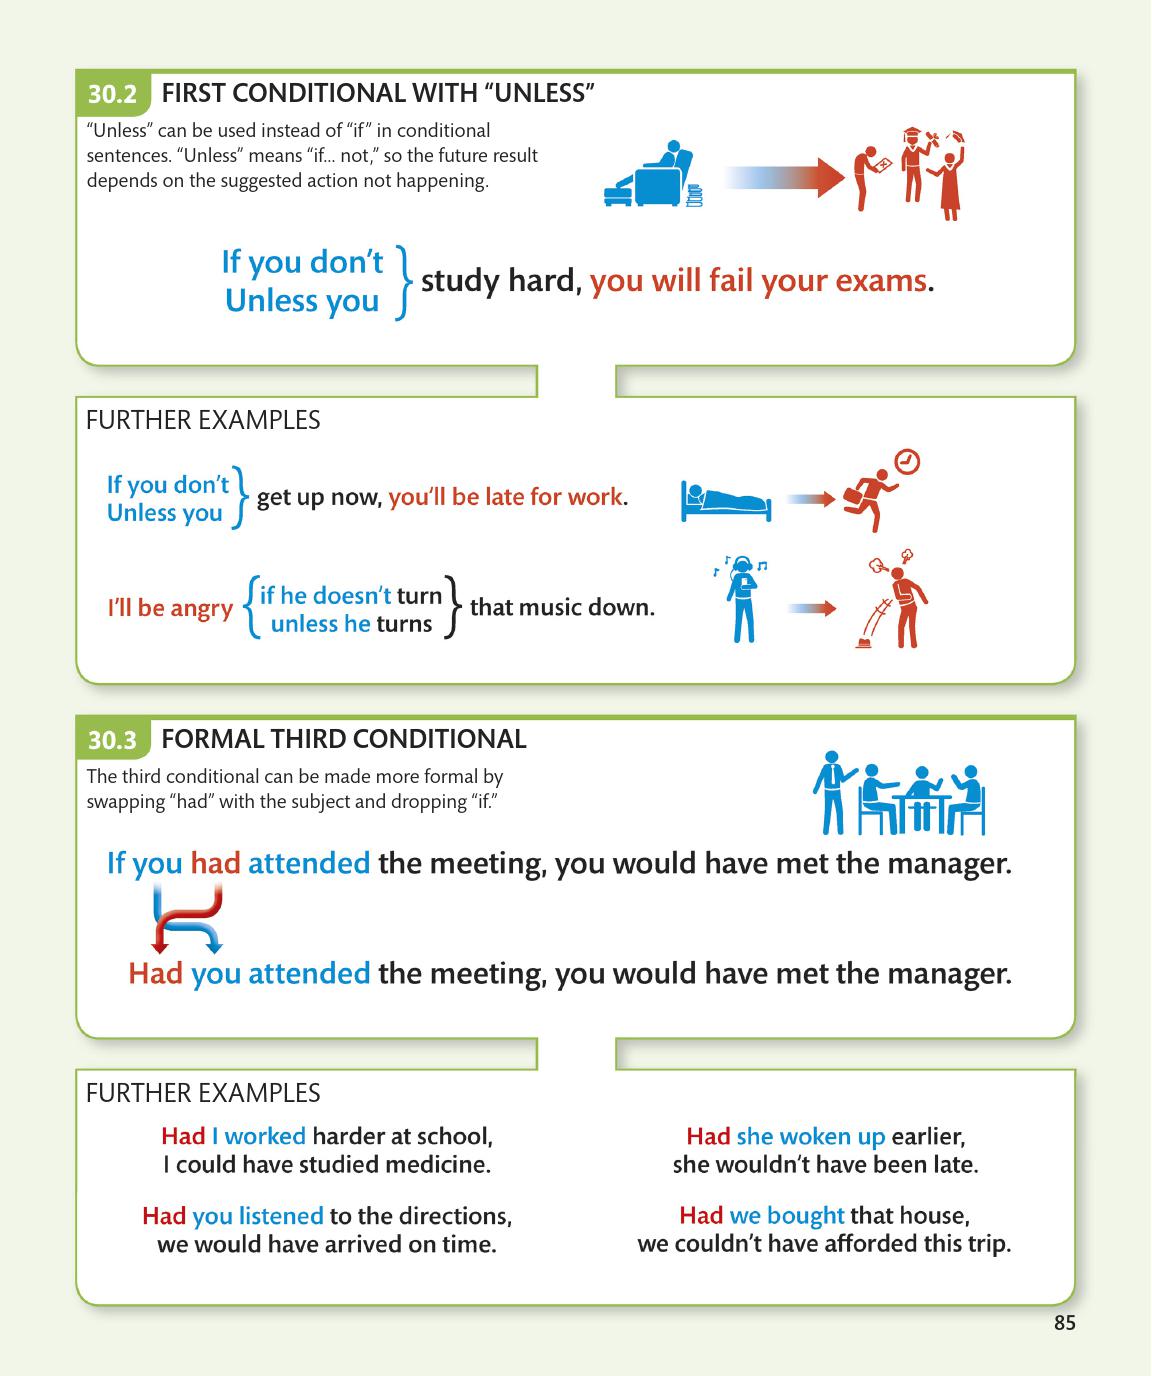 30.2 FIRST CONDITIONAL WITH “UNLESS”
“Unless” can be used instead of “if” in conditional
sentences. “Unless” means “if... not,” so the future result
depends on the suggested action not happening.
If you don’t
Unless you
study hard, you will fail your exams.
FURTHER EXAMPLES
If you don’t
Unless you
get up now, you’ll be late for work.
I’ll be angry
if he doesn’t turn
unless he turns
that music down.
30.3 FORMAL THIRD CONDITIONAL
The third conditional can be made more formal by
swapping “had” with the subject and dropping “if.”
If you had attended the meeting, you would have met the manager.
Had you attended the meeting, you would have met the manager.
FURTHER EXAMPLES
Had I worked harder at school,
I could have studied medicine.
Had you listened to the directions,
we would have arrived on time.
Had she woken up earlier,
she wouldn’t have been late.
Had we bought that house,
we couldn’t have afforded this trip.
85